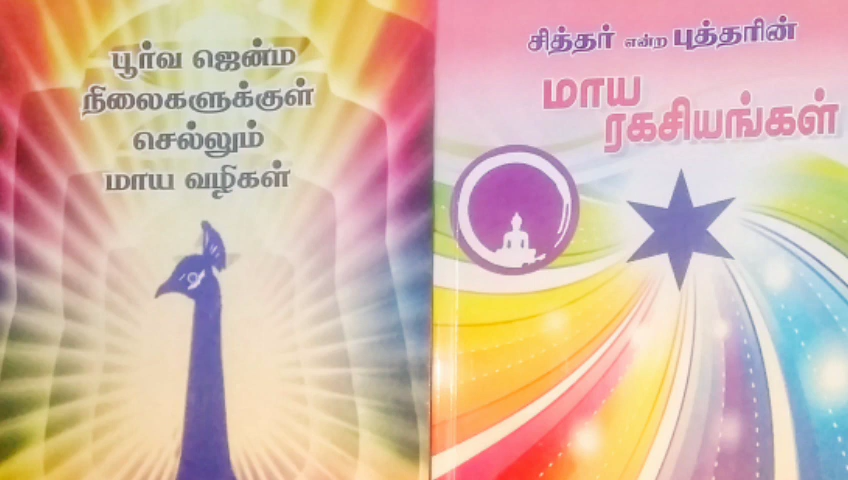 பூர்வ ஜென்ம
நிலைகளுக்குள்
செல்லும்
மாய வழிகள்
சித்தர் என்ற புத்தரின்
மாய
ரகசியங்கள்